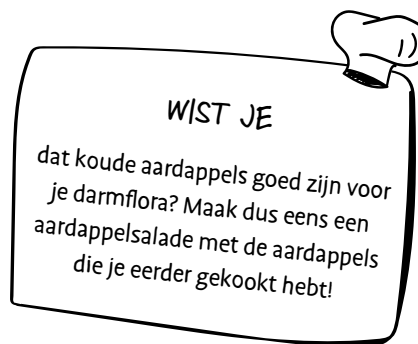 WIST JE
dat koude aardappels goed zijn voor
je darmflora? Maak dus eens een
aardappelsalade met de aardappels
die je eerder gekookt hebt!